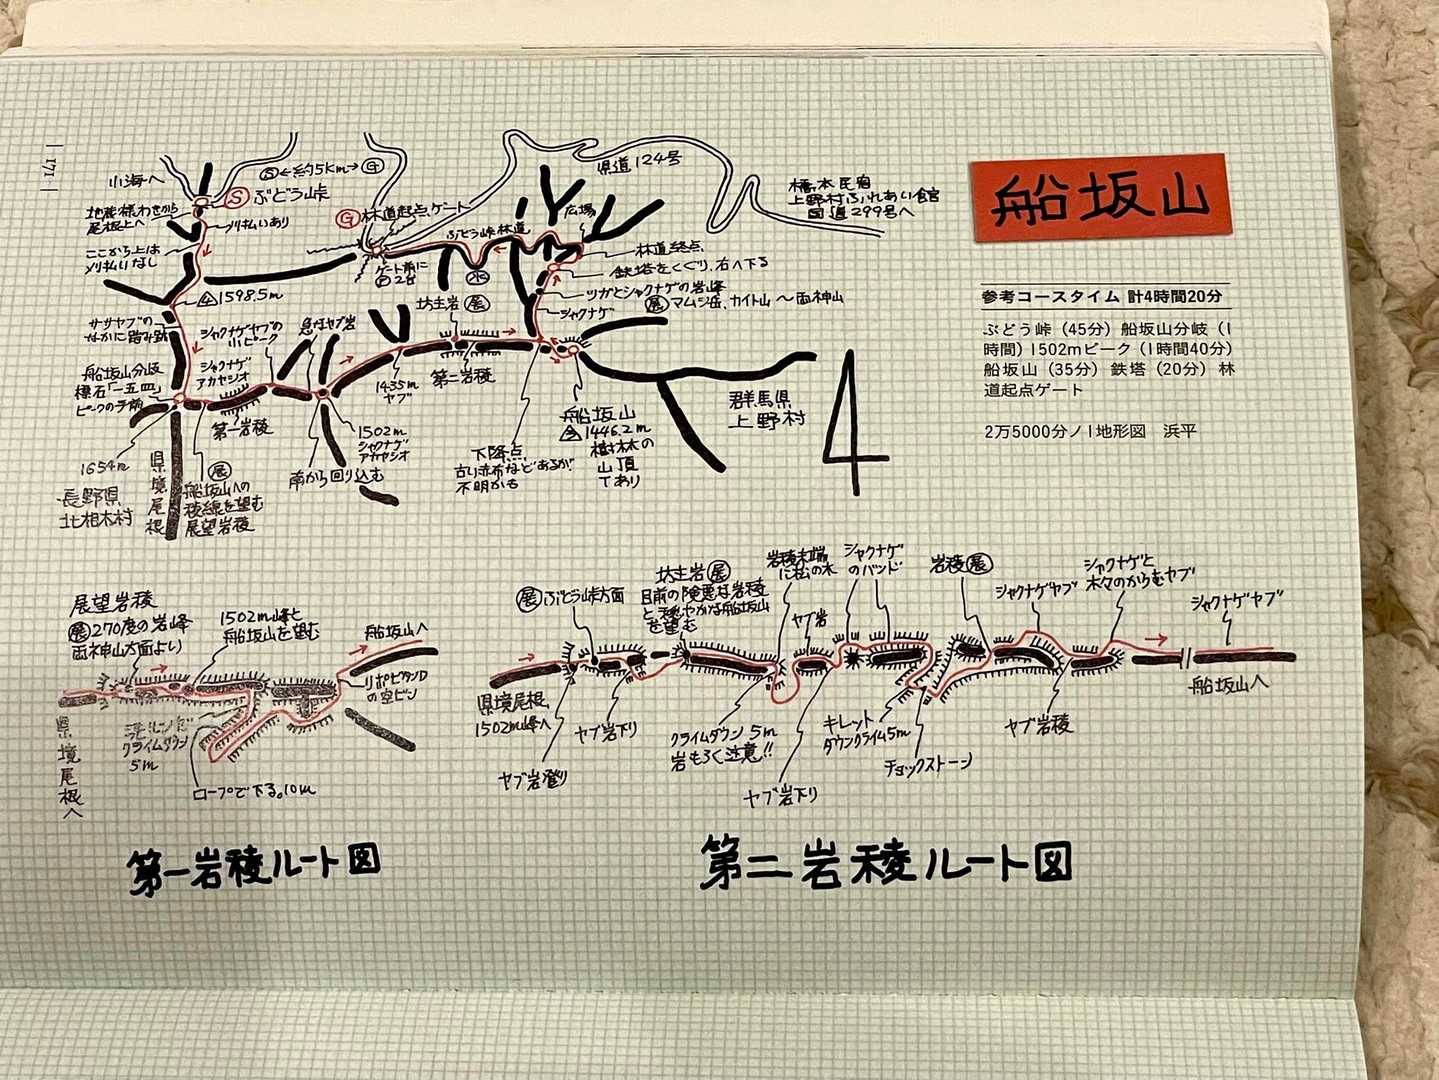 171
船坂山
参考コースタイム 計4時間20分
ぶどう峠（45分）船坂山分岐（1
時間）1502mピーク（1時間40分）
船坂山（35分）鉄塔（20分）林
道起点ゲート
2万5000分ノ1地形図 浜平
小海へ
Ⓢ←約5km→Ⓖ
Ⓢ ぶどう峠
地蔵様わきから
尾根上へ
刈払いあり
ここから上は
刈払いなし
Ⓖ 林道起点、ゲート
ゲート前に
Ⓟ2台
ぶどう峠林道
広場
県道124号
橋本民宿
上野村ふれあい館
国道299号へ
林道終点
鉄塔をくぐり、右へ下る
ツガとシャクナゲの岩峰
展 マムシ岳、カイト山〜両神山
シャクナゲ
水
1598.5m
ササヤブの
なかに踏み跡
シャクナゲヤブの
小ピーク
急なヤブ岩
坊主岩 展
船坂山分岐
標石「一五四」
ピークの手前
シャクナゲ
アカヤシオ
第一岩稜
1435m
ヤブ
第二岩稜
1502m
シャクナゲ
アカヤシオ
南から回り込む
下降点
古い赤布などあるが
不明かも
船坂山
1446.2m
樹林の
山頂
Tあり
群馬県
上野村
4
1654m
長野県
北相木村
県境尾根
展
船坂山への
稜線を望む
展望岩稜
展望岩稜
展 270度の岩峰
両神山方面よい
1502m峰と
船坂山を望む
船坂山へ
リポビタンD
の空ビン
クライムダウン
5m
ロープで下る。10m
県境尾根へ
第一岩稜ルート図
展 ぶどう峠方面
坊主岩 展
目前の険悪な岩稜
と穏やかな船坂山
を望む
岩稜末端
に松の木
シャクナゲ
のバンド
岩稜 展
シャクナゲヤブ
シャクナゲと
木々のからむヤブ
シャクナゲヤブ
ヤブ岩
県境尾根
1502m峰へ
ヤブ岩登り
ヤブ岩下り
クライムダウン5m
岩もろく注意!!
ヤブ岩下り
キレット
ダウンクライム5m
チョックストーン
ヤブ岩稜
船坂山へ
第二岩稜ルート図